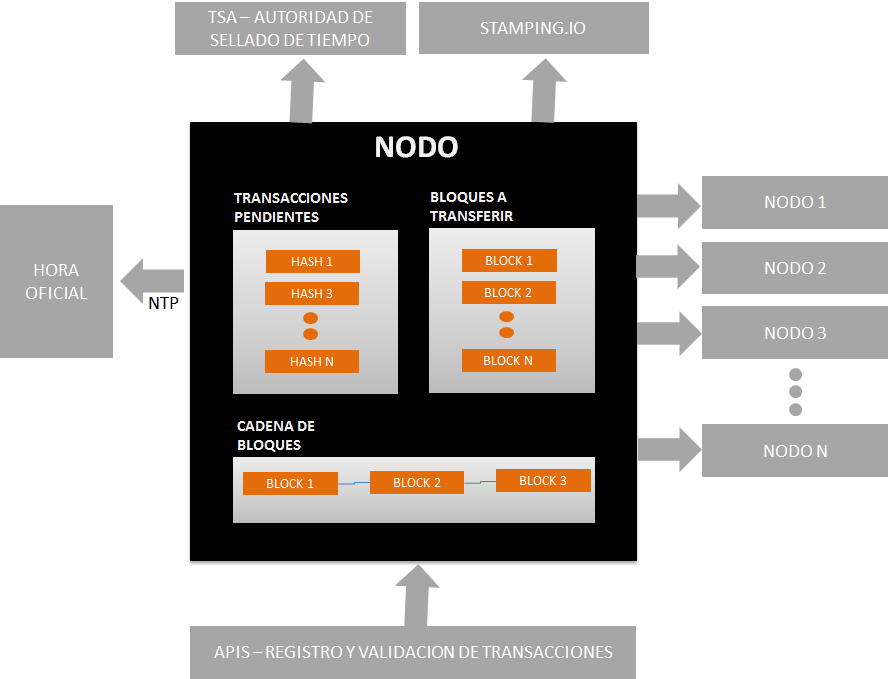 TSA – AUTORIDAD DE
SELLADO DE TIEMPO
STAMPING.IO
NODO
TRANSACCIONES
PENDIENTES
HASH 1
HASH 3
HASH N
BLOQUES A
TRANSFERIR
BLOCK 1
BLOCK 2
BLOCK N
CADENA DE
BLOQUES
BLOCK 1
BLOCK 2
BLOCK 3
HORA
OFICIAL
NTP
NODO 1
NODO 2
NODO 3
NODO N
APIS – REGISTRO Y VALIDACION DE TRANSACCIONES